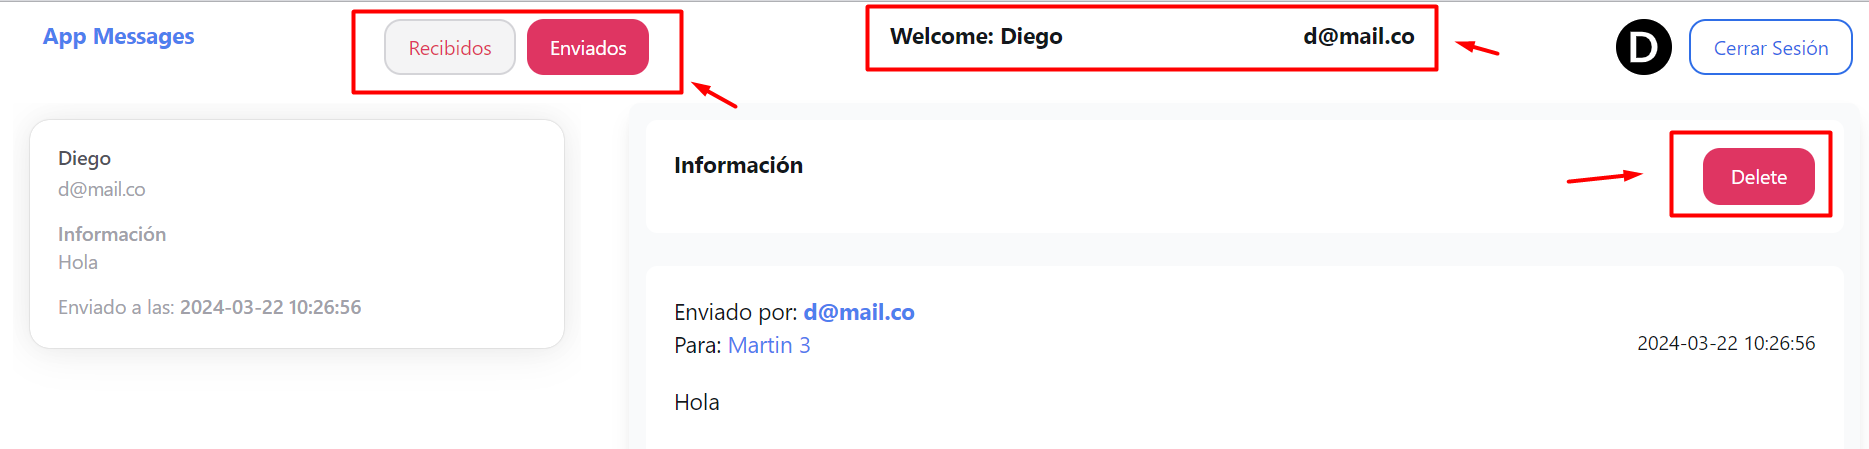 App Messages
Recibidos
Enviados
Welcome: Diego
d@mail.co
D
Cerrar Sesión
Diego
d@mail.co
Información
Hola
Enviado a las: 2024-03-22 10:26:56
Información
Delete
Enviado por: d@mail.co
Para: Martin 3
2024-03-22 10:26:56
Hola